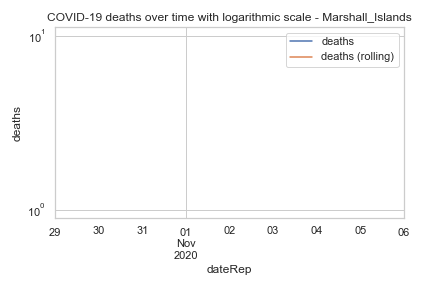 COVID-19 deaths over time with logarithmic scale - Marshall_Islands
10¹
deaths
deaths (rolling)
deaths
10⁰
29 30 31 01 02 03 04 05 06
Nov
2020
dateRep